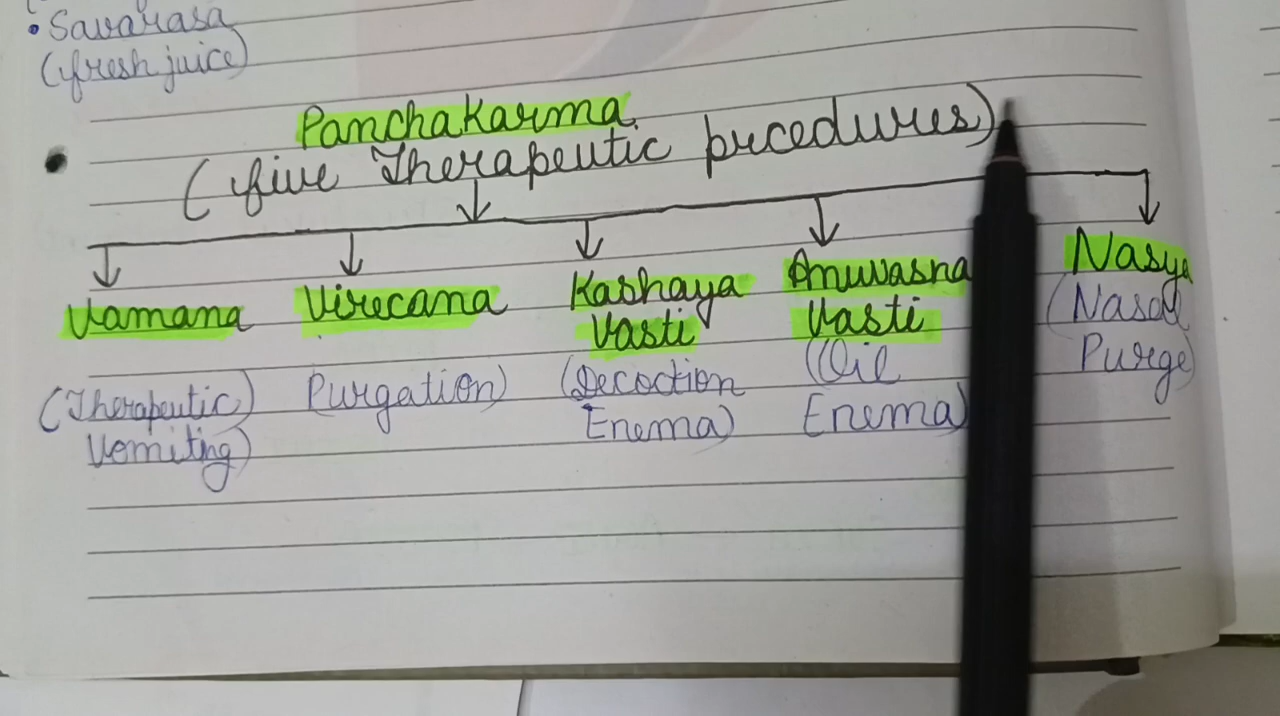 • Savarasa
(fresh juice)
• Panchakarma
(five Therapeutic prcedures)
Vamana Virecana Kashaya Vasti Anuvasna Vasti Nasya
(Therapeutic Vomiting) (Purgation) (Decoction Enema) (Oil Enema) (Nasal Purge)